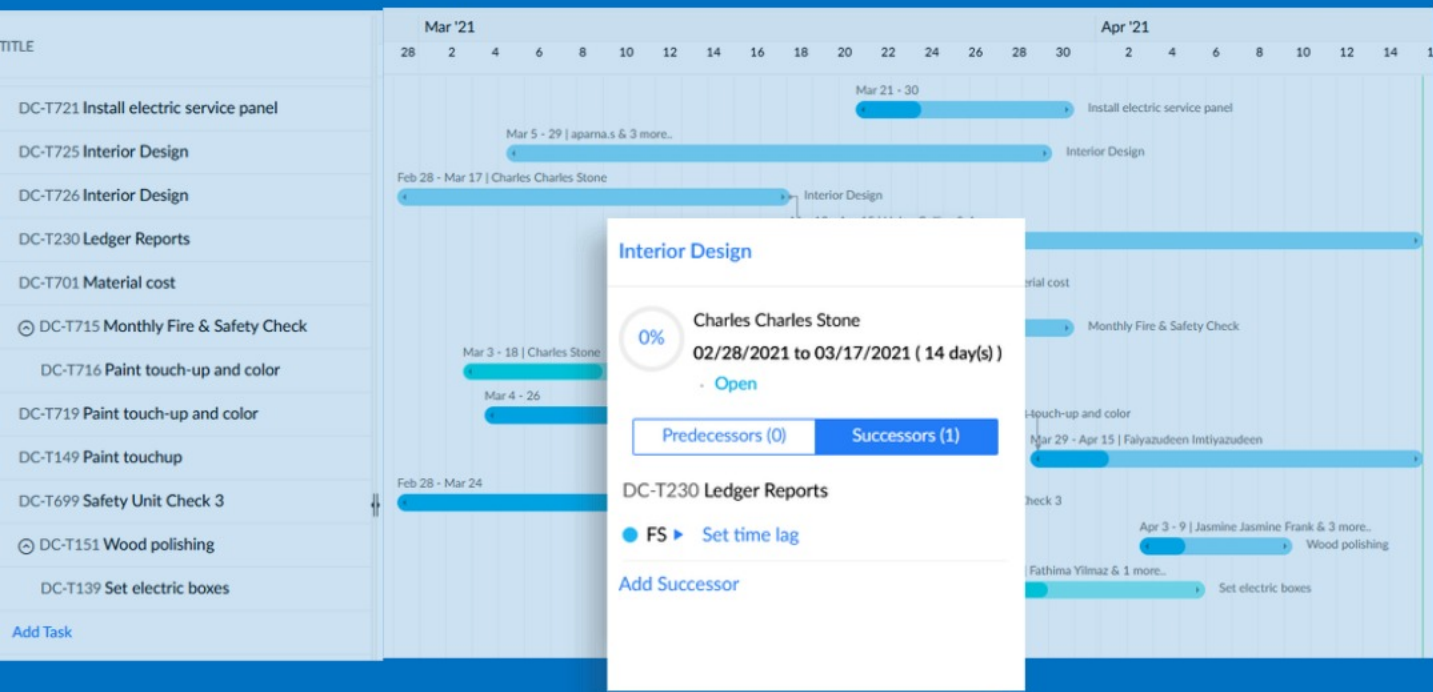 Mar '21 Apr '21
TITLE
28 2 4 6 8 10 12 14 16 18 20 22 24 26 28 30 2 4 6 8 10 12 14
Mar 21 - 30
DC-T721 Install electric service panel
Install electric service panel
Mar 5 - 29 | aparna.s & 3 more..
DC-T725 Interior Design
Interior Design
Feb 28 - Mar 17 | Charles Charles Stone
DC-T726 Interior Design
Interior Design
DC-T230 Ledger Reports
DC-T701 Material cost
cost
DC-T715 Monthly Fire & Safety Check
Monthly Fire & Safety Check
Mar 3 - 18 | Charles Stone
DC-T716 Paint touch-up and color
Mar 4 - 26
DC-T719 Paint touch-up and color
touch-up and color
Mar 29 - Apr 15 | Faiyazudeen Imtiyazudeen
DC-T149 Paint touchup
Feb 28 - Mar 24
DC-T699 Safety Unit Check 3
3
Apr 3 - 9 | Jasmine Jasmine Frank & 3 more..
DC-T151 Wood polishing
Wood polishing
| Fathima Yilmaz & 1 more..
DC-T139 Set electric boxes
Set electric boxes
Add Task
Interior Design
0%
Charles Charles Stone
02/28/2021 to 03/17/2021 ( 14 day(s) )
- Open
Predecessors (0) Successors (1)
DC-T230 Ledger Reports
FS Set time lag
Add Successor